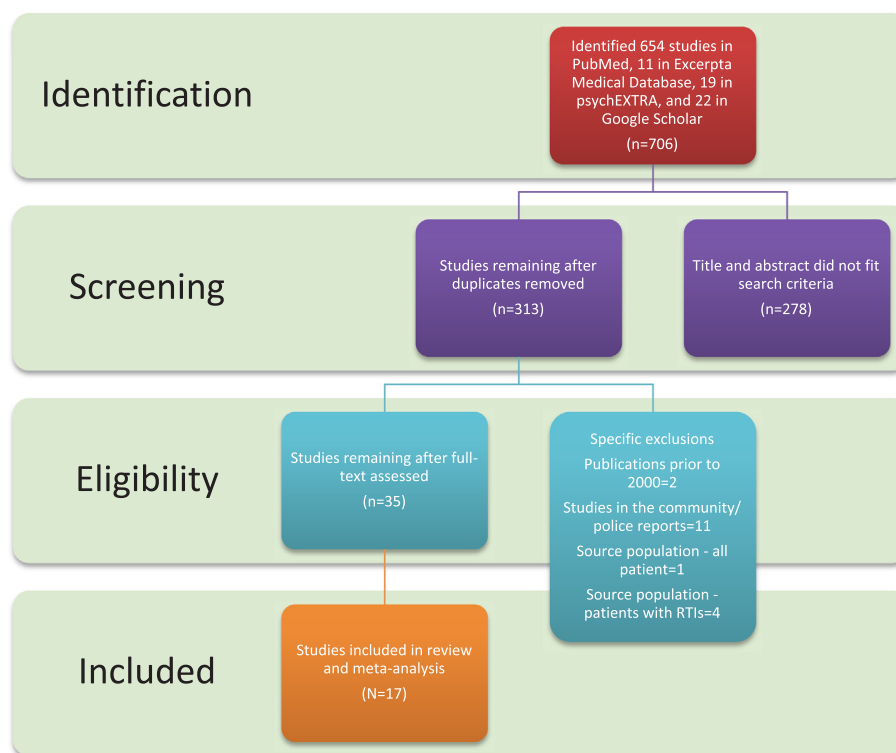 Identification
Identified 654 studies in
PubMed, 11 in Excerpta
Medical Database, 19 in
psychEXTRA, and 22 in
Google Scholar
(n=706)
Screening
Studies remaining after
duplicates removed
(n=313)
Title and abstract did not fit
search criteria
(n=278)
Eligibility
Studies remaining after full-
text assessed
(n=35)
Specific exclusions
Publications prior to
2000=2
Studies in the community/
police reports=11
Source population - all
patient=1
Source population -
patients with RTIs=4
Included
Studies included in review
and meta-analysis
(N=17)